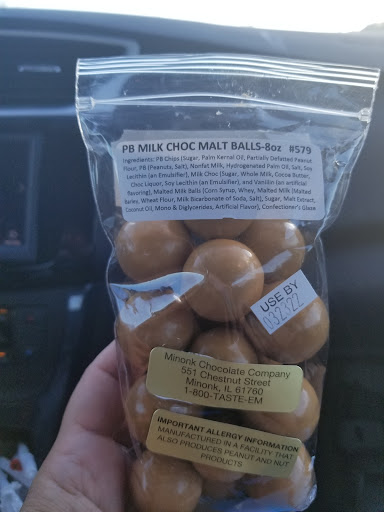 PB MILK CHOC MALT BALLS-8oz #579
Ingredients: PB Chips (Sugar, Palm Kernal Oil, Partially Defatted Peanut
Flour, PB (Peanuts, Salt), Nonfat Milk, Hydrogenated Palm Oil, Salt, Soy
Lecithin (an Emulsifier), Milk Choc (Sugar, Whole Milk, Cocoa Butter,
Choc Liquor, Soy Lecithin (an Emulsifier), and Vanillin (an artificial
flavoring), Malted Milk Balls (Corn Syrup, Whey, Malted Milk (Malted
Barley, Wheat Flour, Milk Bicarbonate of Soda, Salt), Sugar, Malt Extract,
Coconut Oil, Mono & Diglycerides, Artificial Flavor), Confectioner's Glaze
USE BY
032322
Minonk Chocolate Company
551 Chestnut Street
Minonk, IL 61760
1-800-TASTE-EM
IMPORTANT ALLERGY INFORMATION
MANUFACTURED IN A FACILITY THAT
ALSO PRODUCES PEANUT AND NUT
PRODUCTS